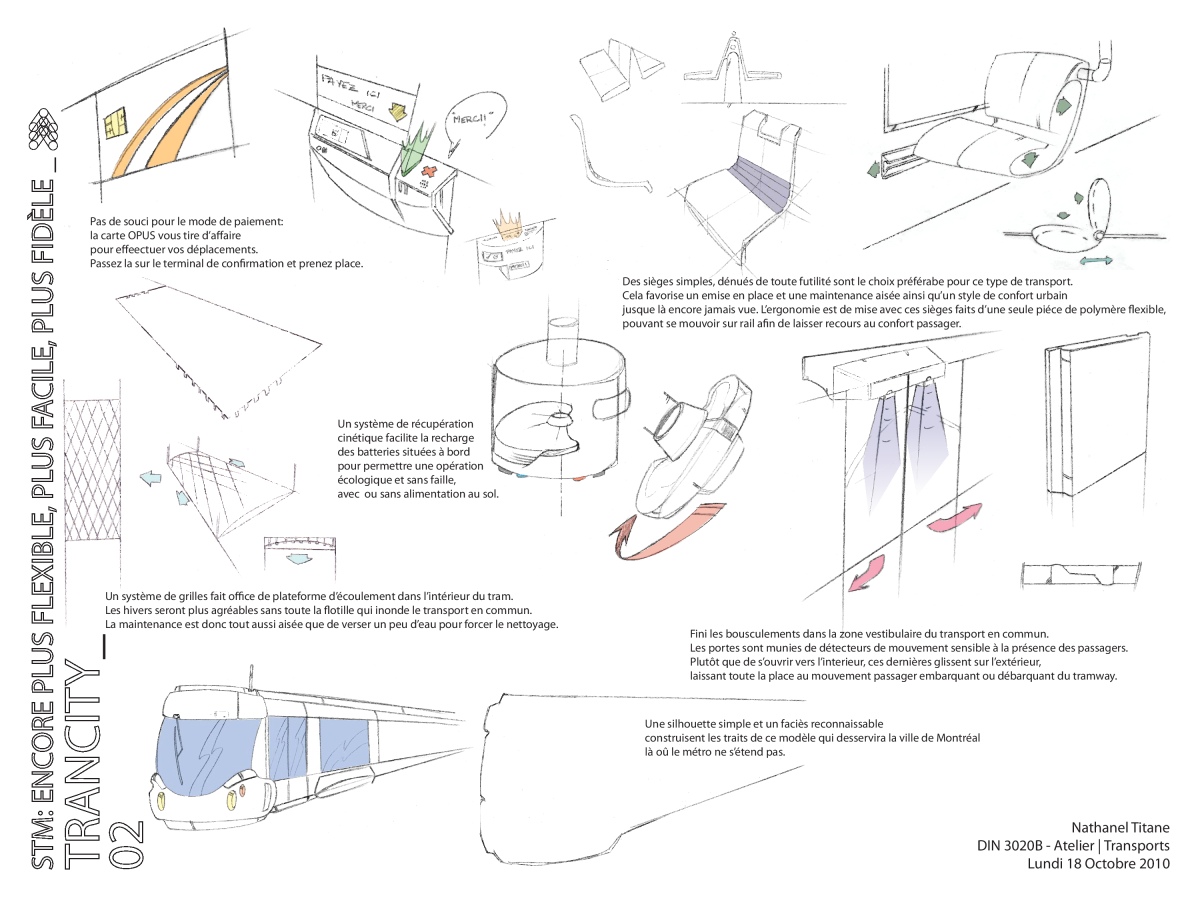 STM: ENCORE PLUS FLEXIBLE, PLUS FACILE, PLUS FIDÈLE _
TRANCITY _
02
PAYEZ ICI
MERCI
"MERCI!"
Pas de souci pour le mode de paiement:
la carte OPUS vous tire d'affaire
pour effeectuer vos déplacements.
Passez la sur le terminal de confirmation et prenez place.
Des sièges simples, dénués de toute futilité sont le choix préférabe pour ce type de transport.
Cela favorise un emise en place et une maintenance aisée ainsi qu'un style de confort urbain
jusque là encore jamais vue. L'ergonomie est de mise avec ces sièges faits d'une seule piéce de polymère flexible,
pouvant se mouvoir sur rail afin de laisser recours au confort passager.
Un système de récupération
cinétique facilite la recharge
des batteries situées à bord
pour permettre une opération
écologique et sans faille,
avec ou sans alimentation au sol.
Un système de grilles fait office de plateforme d'écoulement dans l'intérieur du tram.
Les hivers seront plus agréables sans toute la flotille qui inonde le transport en commun.
La maintenance est donc tout aussi aisée que de verser un peu d'eau pour forcer le nettoyage.
Fini les bousculements dans la zone vestibulaire du transport en commun.
Les portes sont munies de détecteurs de mouvement sensible à la présence des passagers.
Plutôt que de s'ouvrir vers l'interieur, ces dernières glissent sur l'extérieur,
laissant toute la place au mouvement passager embarquant ou débarquant du tramway.
Une silhouette simple et un faciès reconnaissable
construisent les traits de ce modèle qui desservira la ville de Montréal
là oû le métro ne s'étend pas.
Nathanel Titane
DIN 3020B - Atelier | Transports
Lundi 18 Octobre 2010